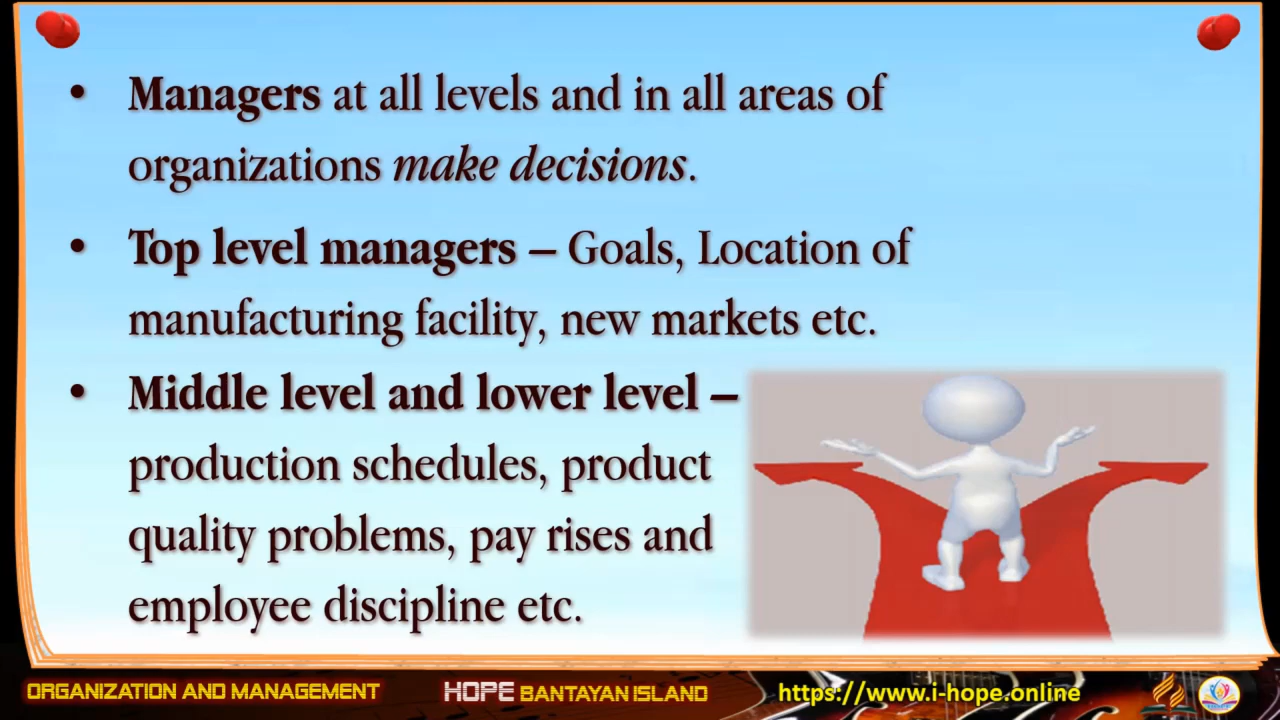 • Managers at all levels and in all areas of
organizations make decisions.
• Top level managers – Goals, Location of
manufacturing facility, new markets etc.
• Middle level and lower level –
production schedules, product
quality problems, pay rises and
employee discipline etc.
ORGANIZATION AND MANAGEMENT
HOPE BANTAYAN ISLAND
https://www.i-hope.online